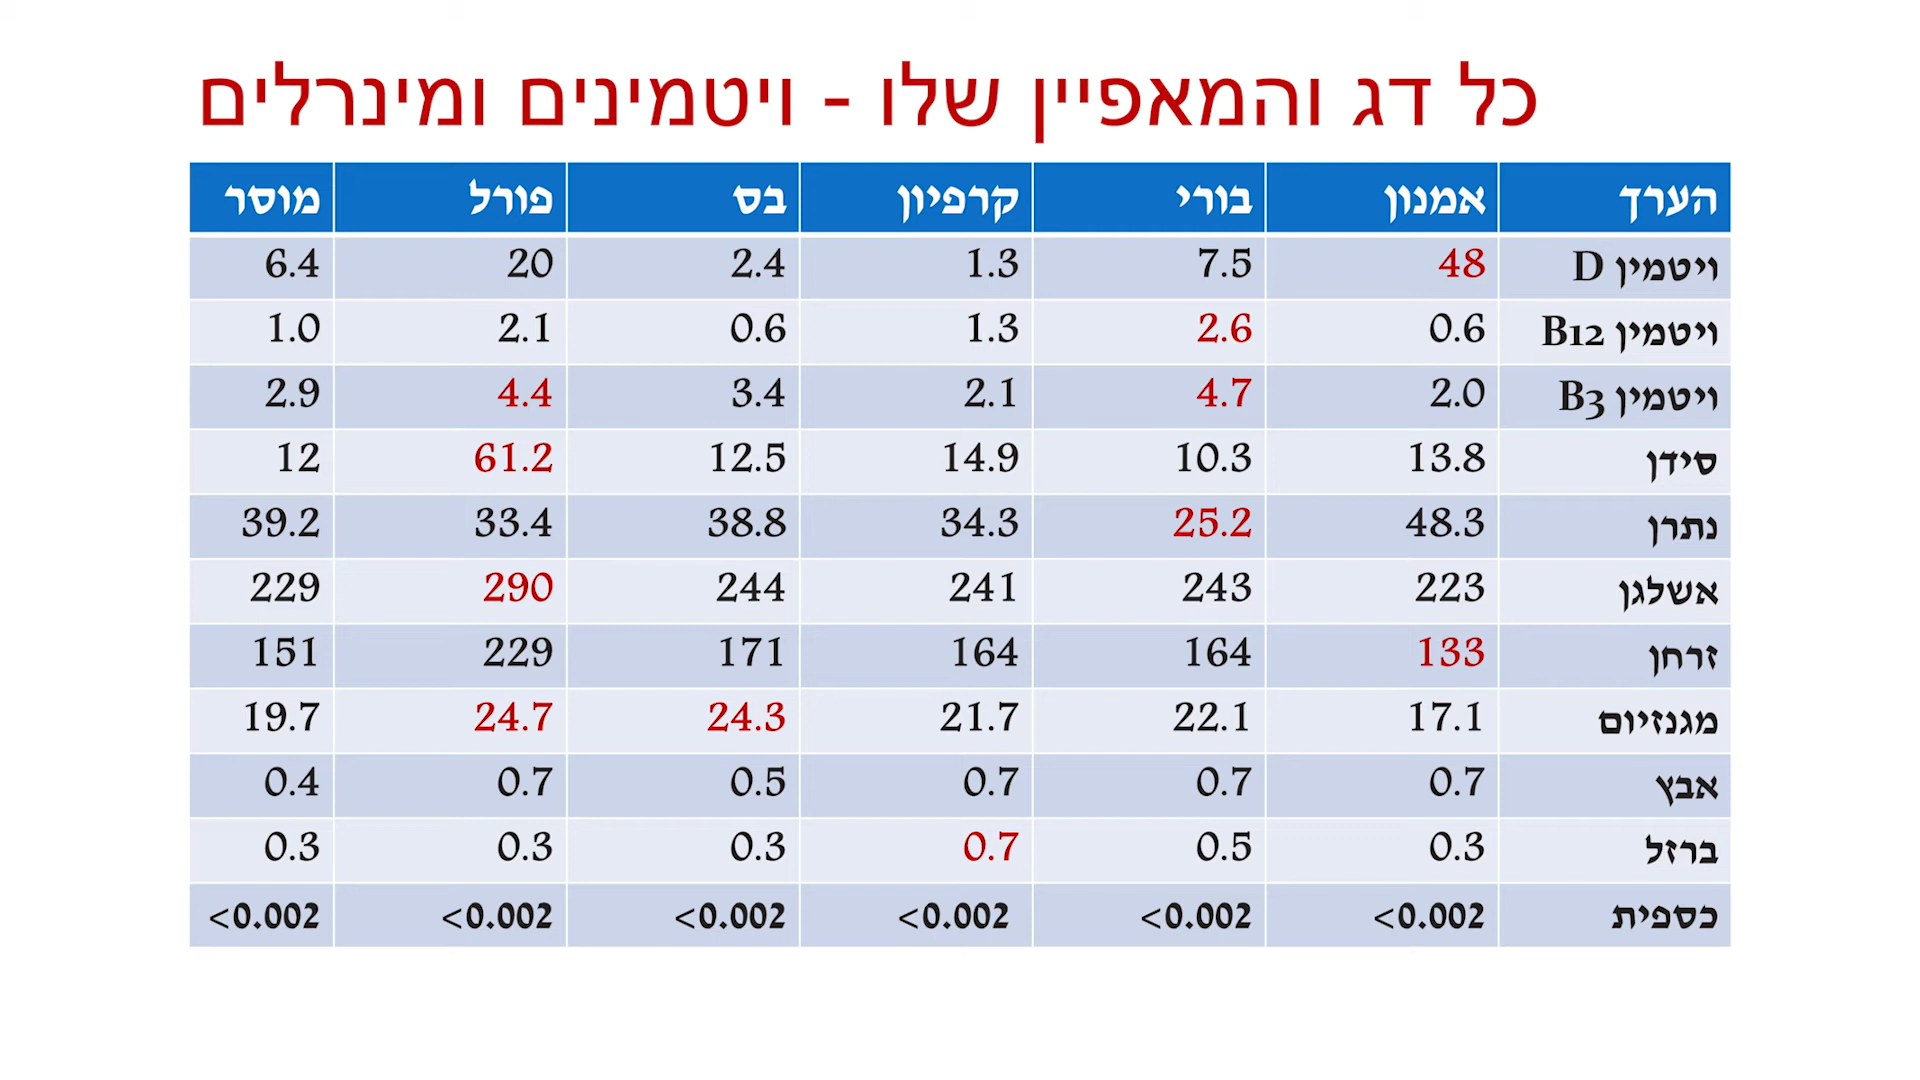 כל דג והמאפיין שלו - ויטמינים ומינרלים
הערך אמנון בורי קרפיון בס פורל מוסר
ויטמין D 48 7.5 1.3 2.4 20 6.4
ויטמין B12 0.6 2.6 1.3 0.6 2.1 1.0
ויטמין B3 2.0 4.7 2.1 3.4 4.4 2.9
סידן 13.8 10.3 14.9 12.5 61.2 12
נתרן 48.3 25.2 34.3 38.8 33.4 39.2
אשלגן 223 243 241 244 290 229
זרחן 133 164 164 171 229 151
מגנזיום 17.1 22.1 21.7 24.3 24.7 19.7
אבץ 0.7 0.7 0.7 0.5 0.7 0.4
ברזל 0.3 0.5 0.7 0.3 0.3 0.3
כספית <0.002 <0.002 <0.002 <0.002 <0.002 <0.002